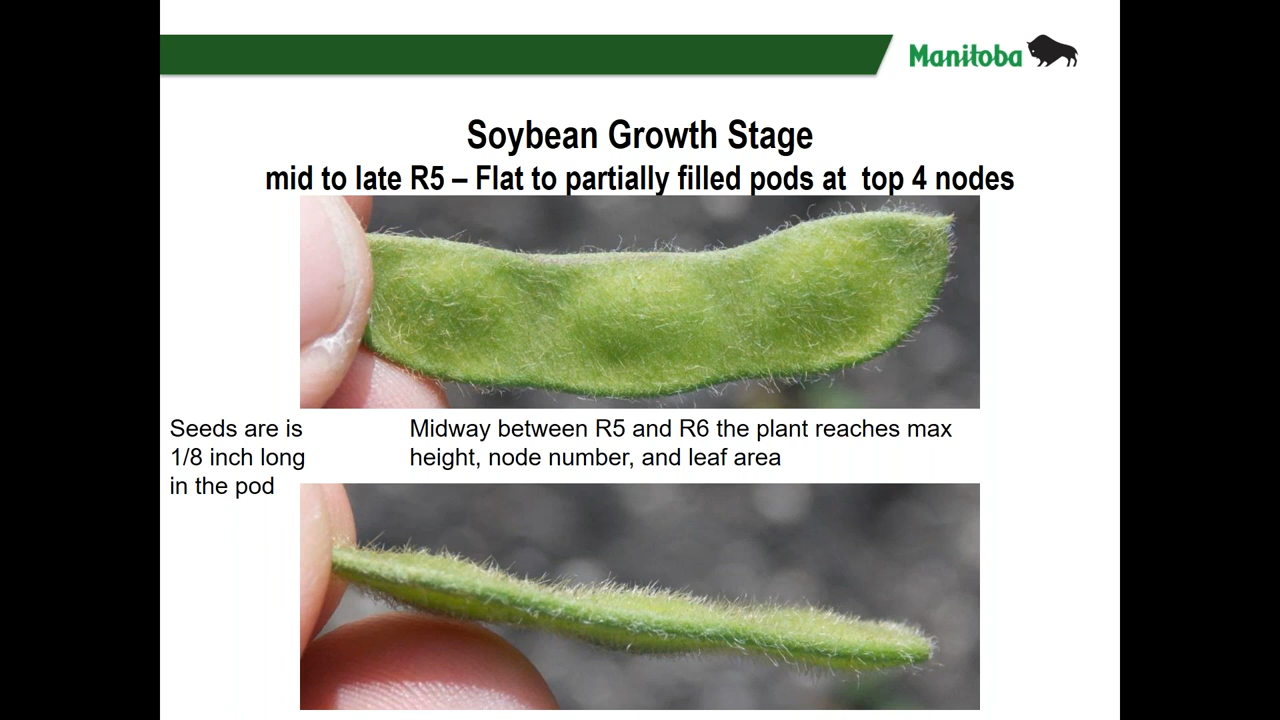 Manitoba
Soybean Growth Stage
mid to late R5 – Flat to partially filled pods at  top 4 nodes
Seeds are is
1/8 inch long
in the pod
Midway between R5 and R6 the plant reaches max
height, node number, and leaf area